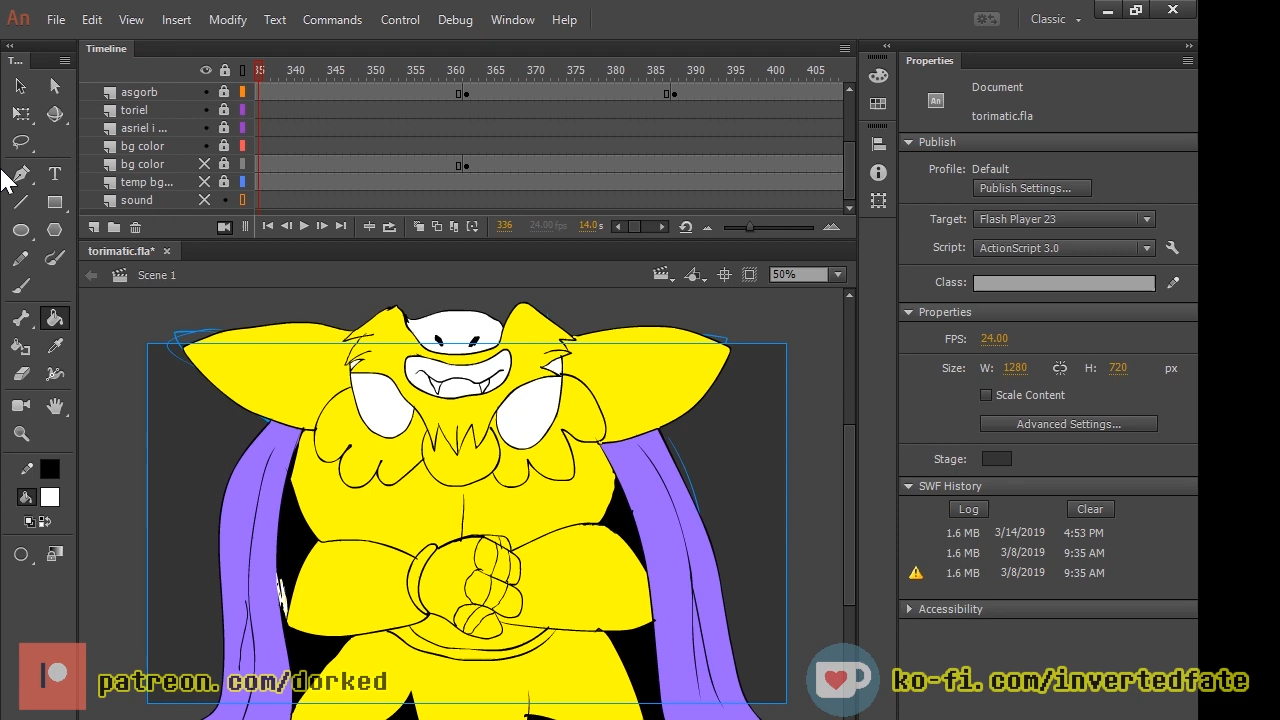 An File Edit View Insert Modify Text Commands Control Debug Window Help Classic
T... Timeline Properties
35 340 345 350 355 360 365 370 375 380 385 390 395 400 405
asgorb
toriel
asriel i ...
bg color
bg color
temp bg...
sound
336 24.00 fps 14.0 s
torimatic.fla*
Scene 1 50%
An Document
torimatic.fla
Publish
Profile: Default
Publish Settings...
Target: Flash Player 23
Script: ActionScript 3.0
Class:
Properties
FPS: 24.00
Size: W: 1280 H: 720 px
Scale Content
Advanced Settings...
Stage:
SWF History
Log Clear
1.6 MB 3/14/2019 4:53 PM
1.6 MB 3/8/2019 9:35 AM
1.6 MB 3/8/2019 9:35 AM
Accessibility
patreon.com/dorked
ko-fi.com/invertedfate